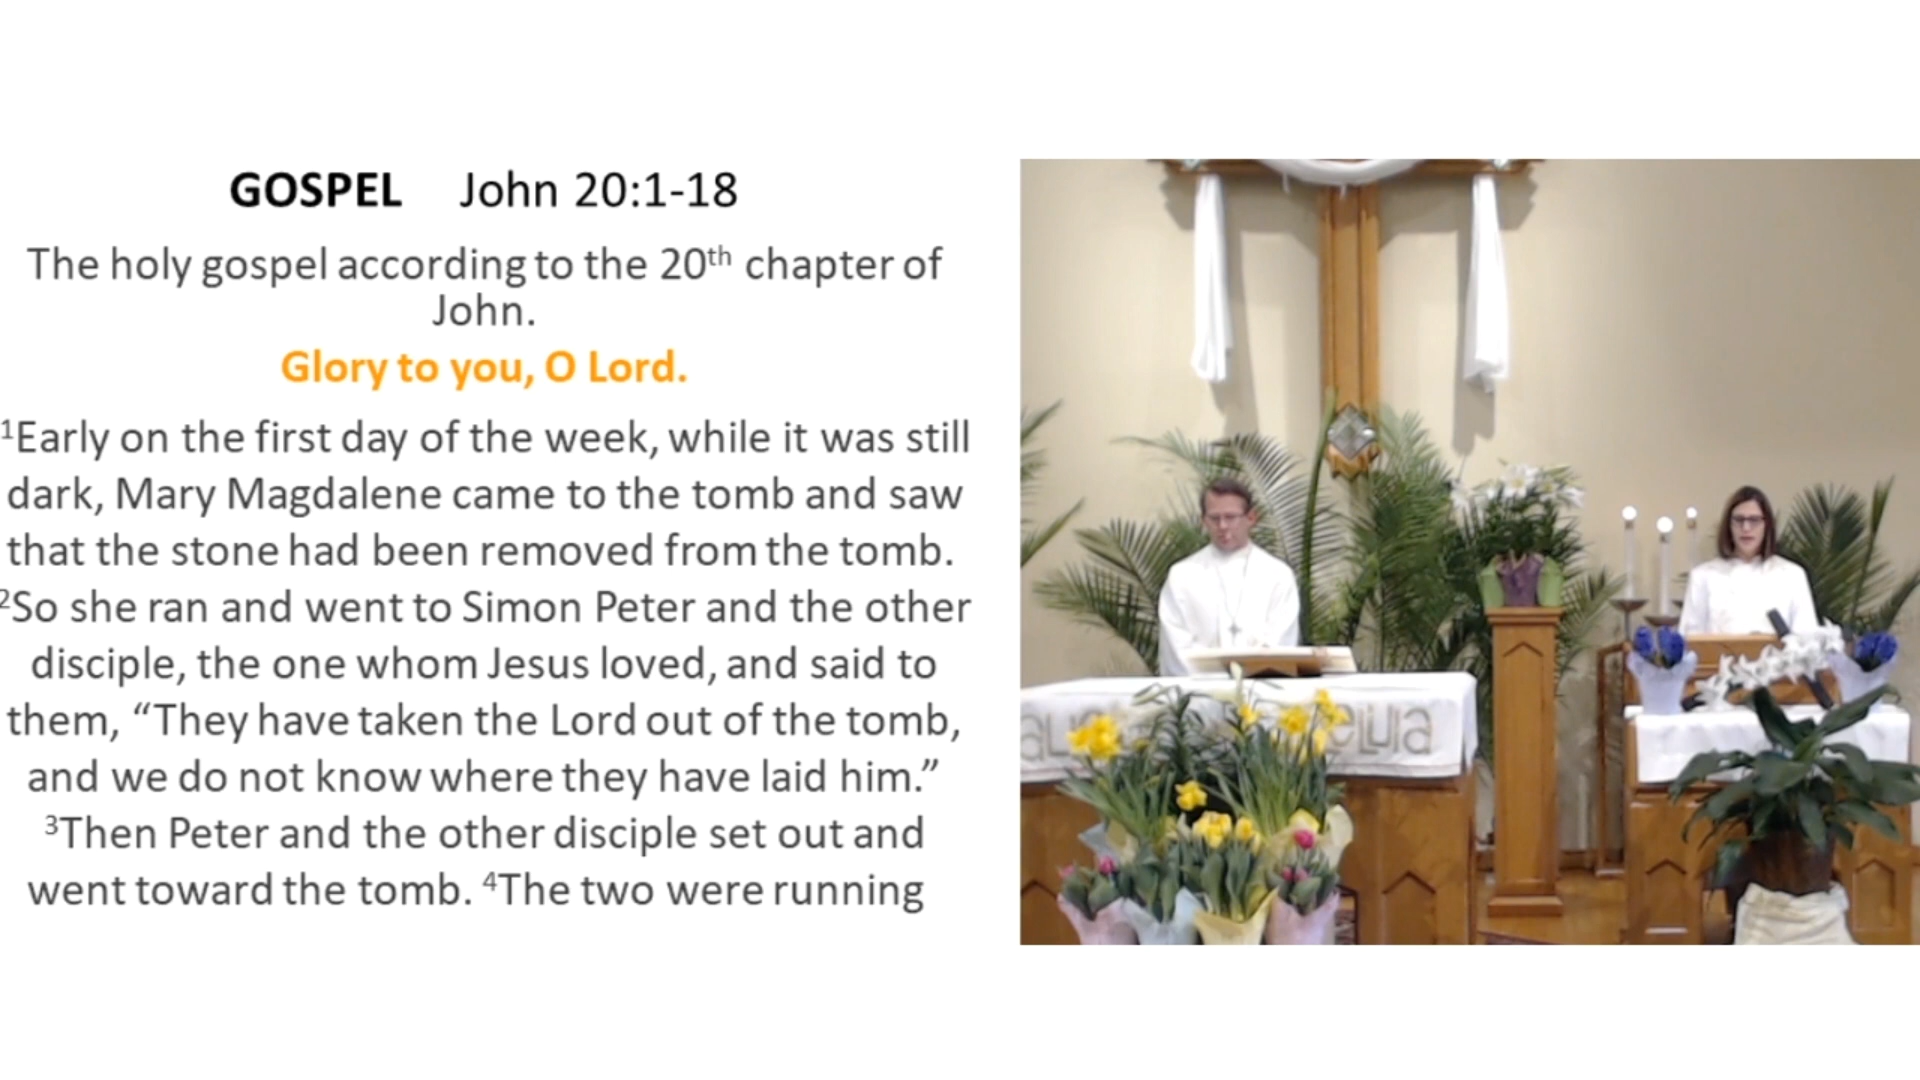 GOSPEL John 20:1-18
The holy gospel according to the 20th chapter of
John.
Glory to you, O Lord.
1Early on the first day of the week, while it was still
dark, Mary Magdalene came to the tomb and saw
that the stone had been removed from the tomb.
2So she ran and went to Simon Peter and the other
disciple, the one whom Jesus loved, and said to
them, “They have taken the Lord out of the tomb,
and we do not know where they have laid him.”
3Then Peter and the other disciple set out and
went toward the tomb. 4The two were running